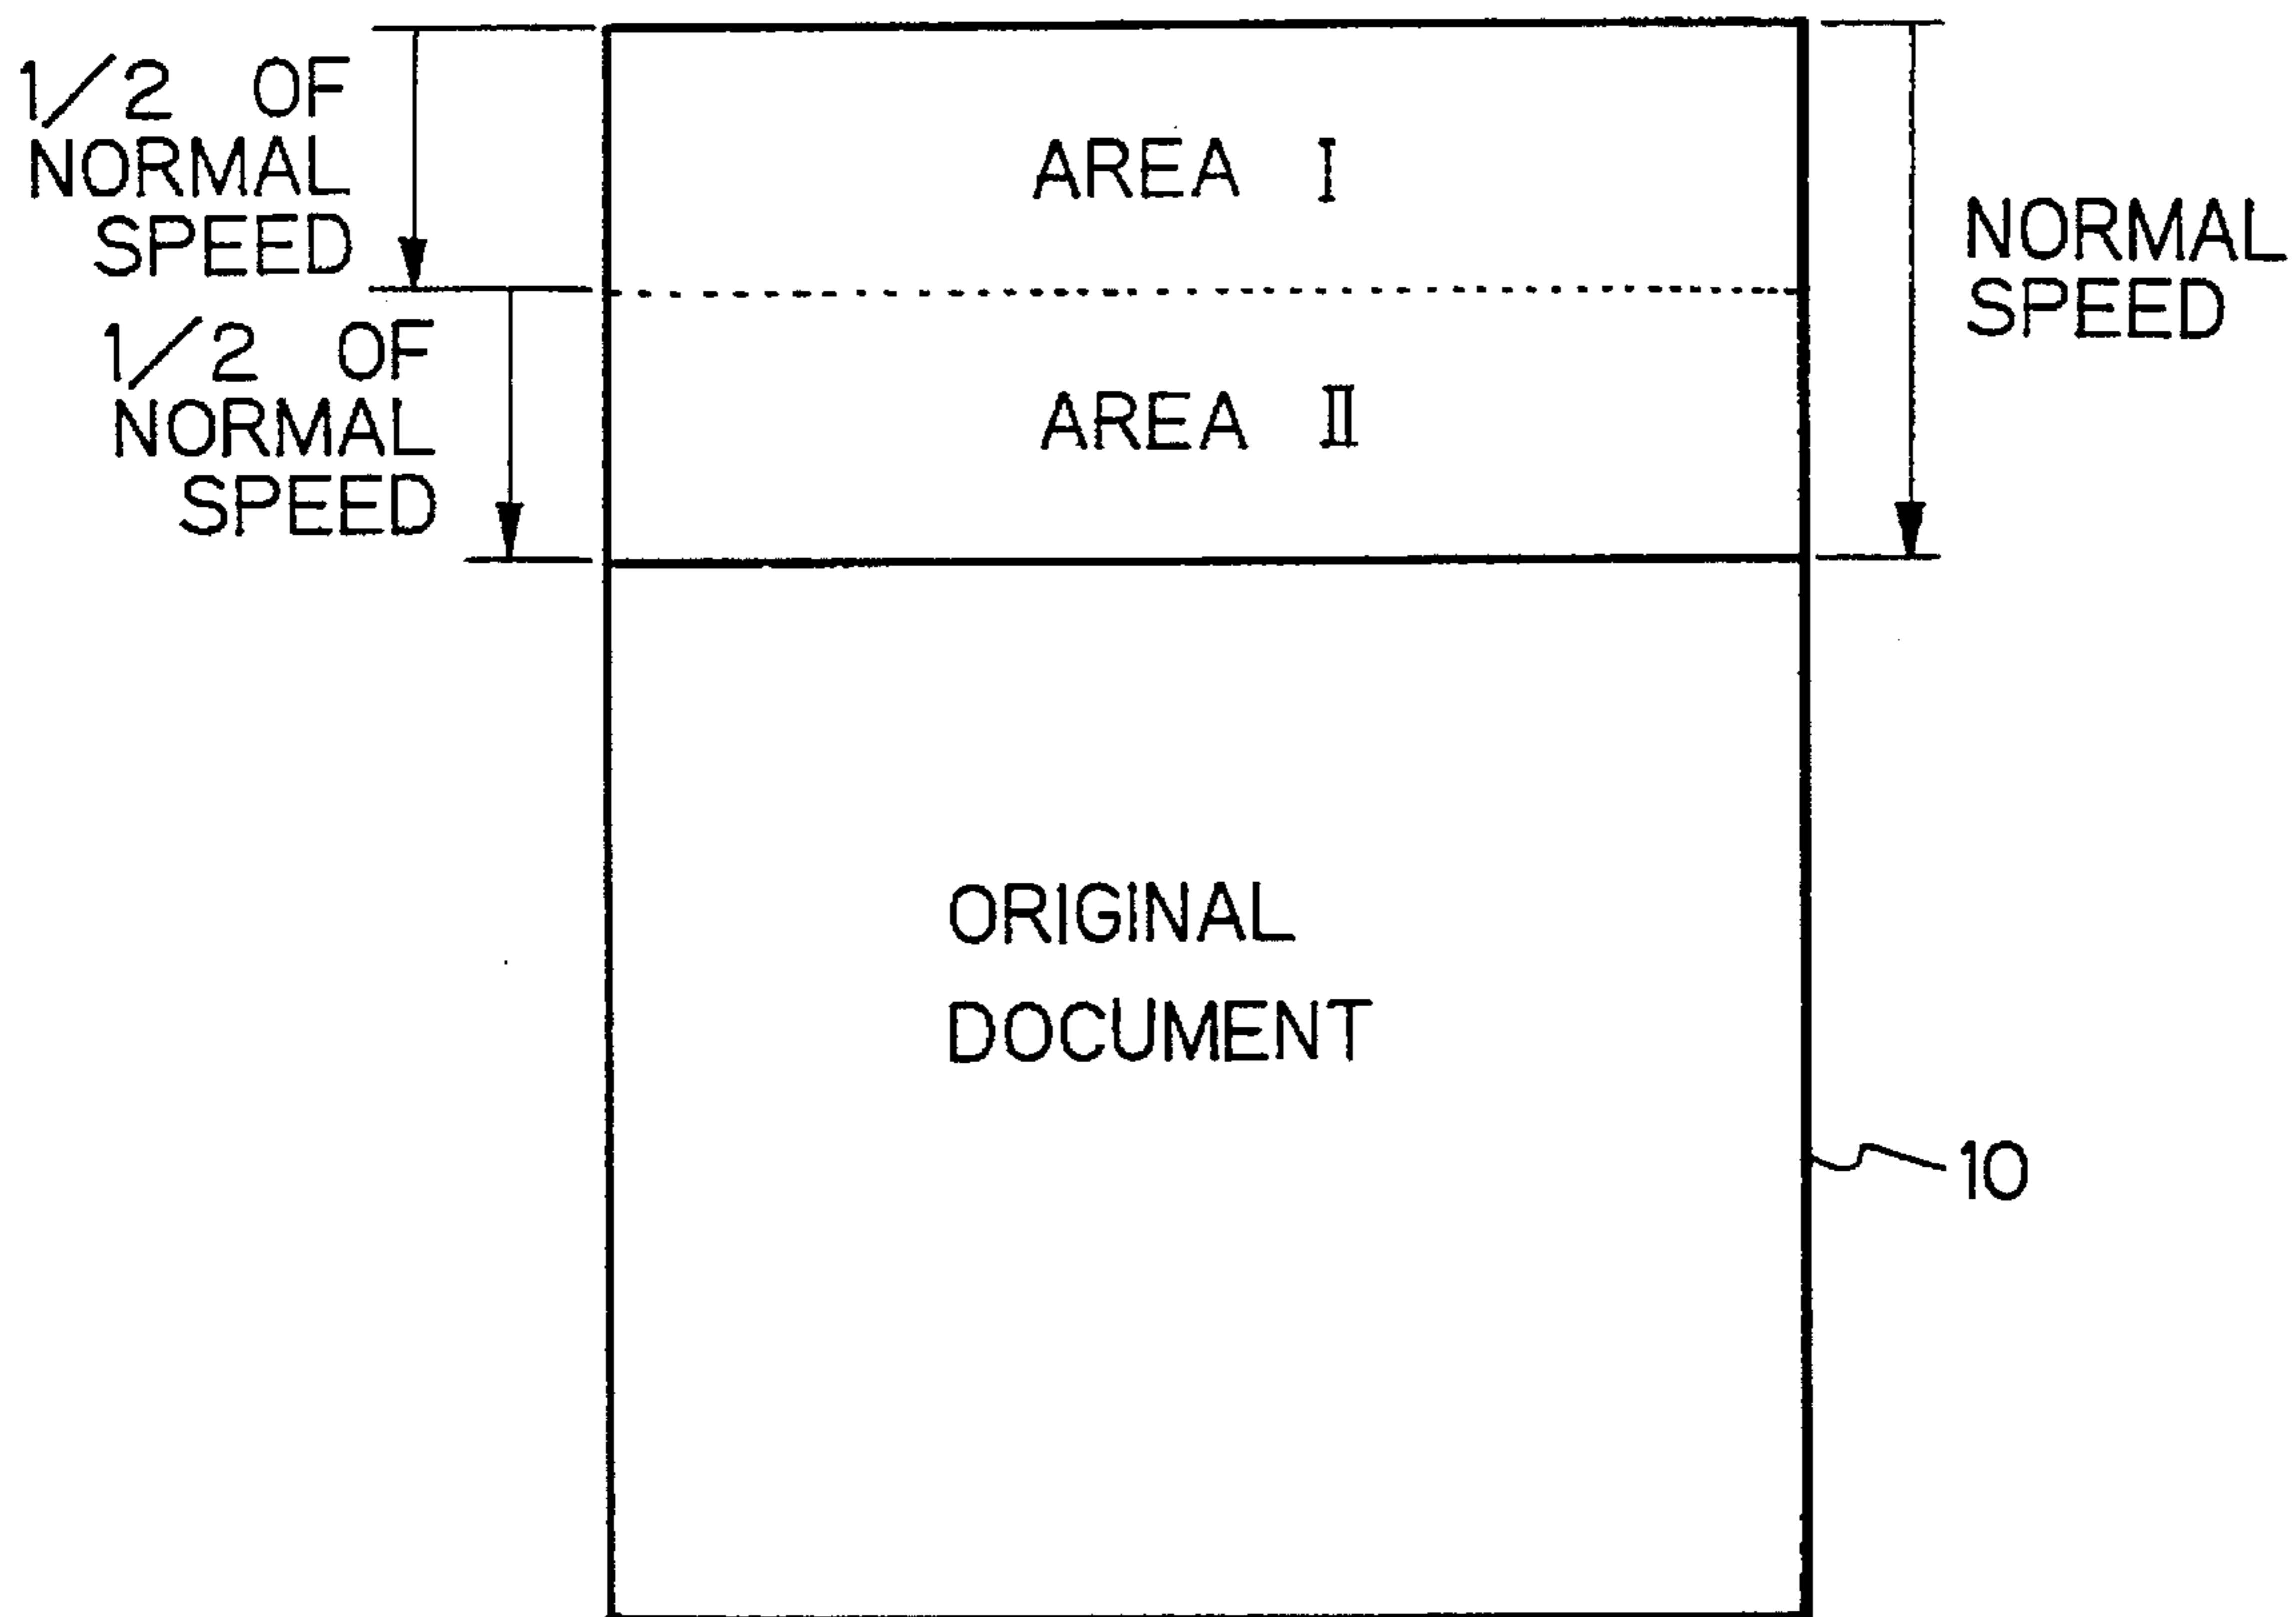 1/2 OF
NORMAL
SPEED
AREA I
NORMAL
SPEED
1/2 OF
NORMAL
SPEED
AREA II
ORIGINAL
DOCUMENT
10